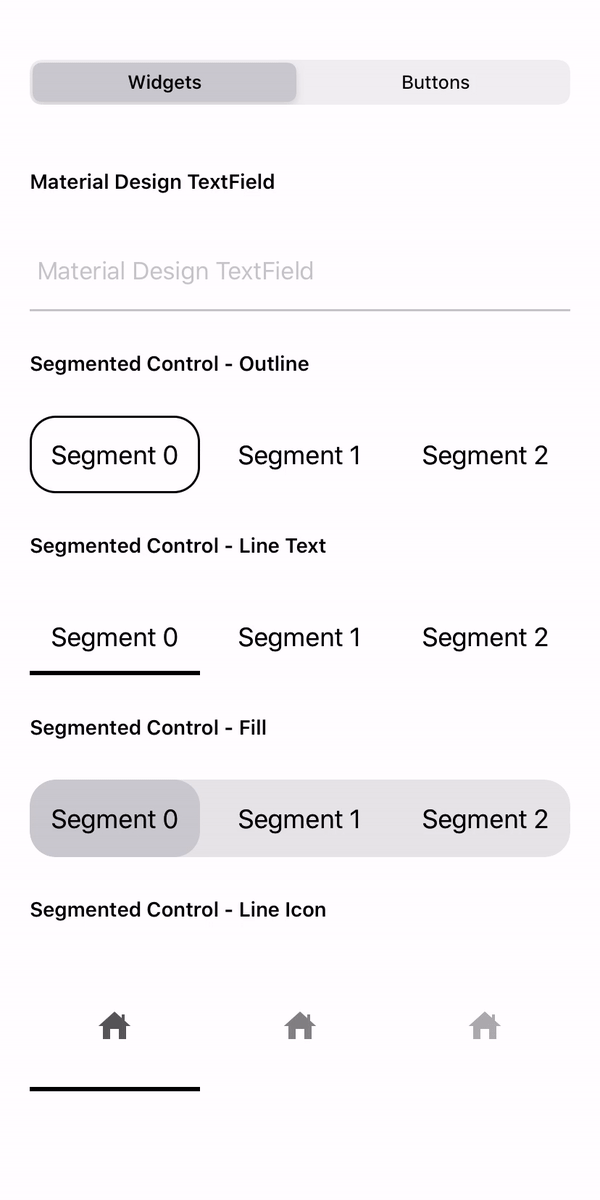 Widgets Buttons
Material Design TextField
Material Design TextField
Segmented Control - Outline
Segment 0 Segment 1 Segment 2
Segmented Control - Line Text
Segment 0 Segment 1 Segment 2
Segmented Control - Fill
Segment 0 Segment 1 Segment 2
Segmented Control - Line Icon